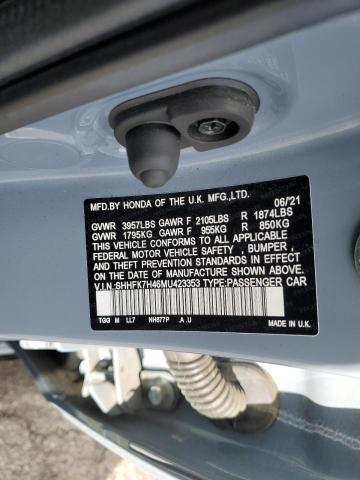 MFD. BY HONDA OF THE U.K. MFG.,LTD. 06/21
GVWR 3957LBS GAWR F 2105LBS R 1874LBS
GVWR 1795KG GAWR F 955KG R 850KG
THIS VEHICLE CONFORMS TO ALL APPLICABLE
FEDERAL MOTOR VEHICLE SAFETY, BUMPER,
AND THEFT PREVENTION STANDARDS IN EFFECT
ON THE DATE OF MANUFACTURE SHOWN ABOVE.
V.I.N:SHHFK7H46MU423353 TYPE:PASSENGER CAR
TGG M LL7 NH877P .A.U MADE IN U.K.